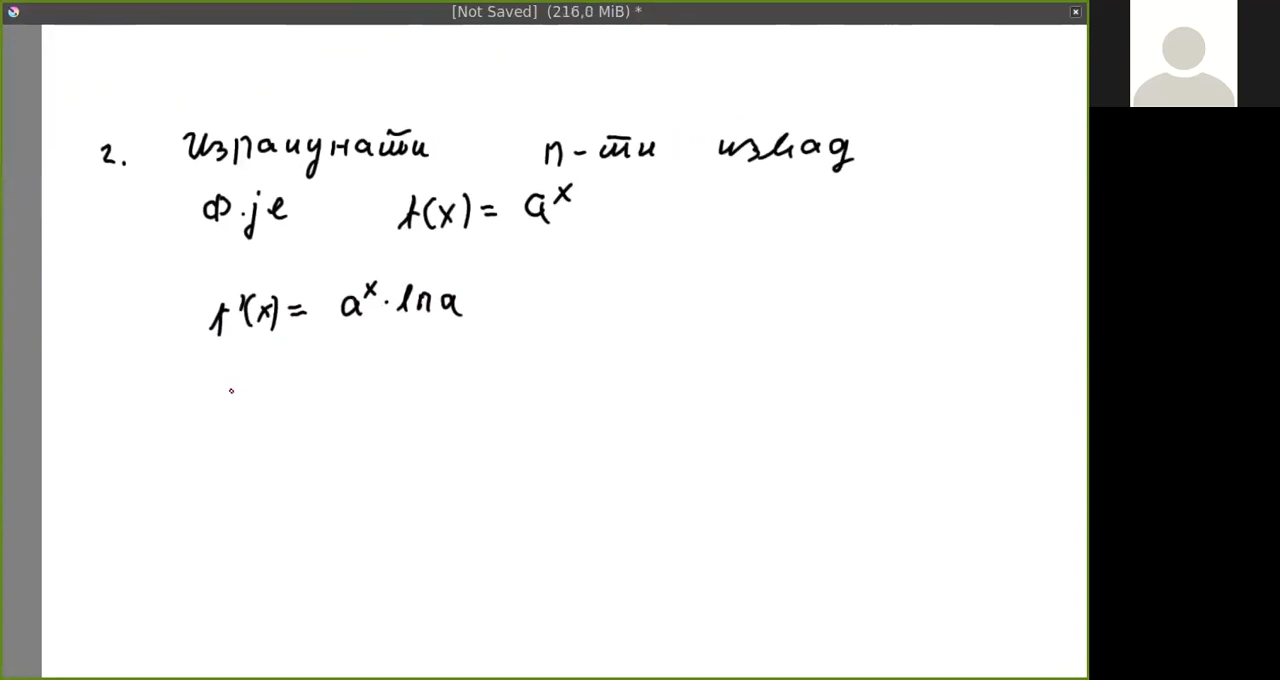 [Not Saved] (216,0 MiB) *
2. Израчунати n-ти извод
ф.је f(x) = a^x
f'(x) = a^x · ln a